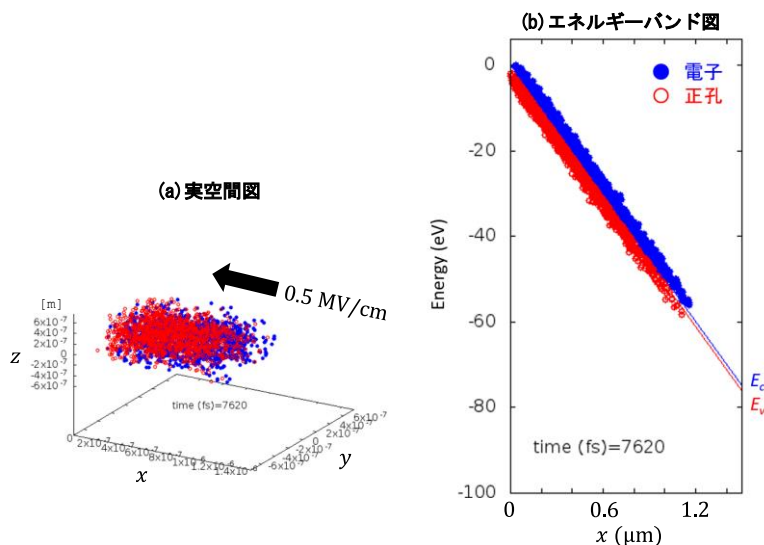 (b)エネルギーバンド図
電子
正孔
0
-20
-40
-60
-80
-100
Energy (eV)
E_c
E_v
time (fs)=7620
0
0.6
1.2
x (μm)
(a)実空間図
0.5 MV/cm
[m]
6x10⁻⁷
4x10⁻⁷
2x10⁻⁷
0
-2x10⁻⁷
-4x10⁻⁷
-6x10⁻⁷
z
time (fs)=7620
0
2x10⁻⁷
4x10⁻⁷
6x10⁻⁷
8x10⁻⁷
1x10⁻⁶
1.2x10⁻⁶
1.4x10⁻⁶
x
-6x10⁻⁷
-4x10⁻⁷
-2x10⁻⁷
0
2x10⁻⁷
4x10⁻⁷
6x10⁻⁷
y